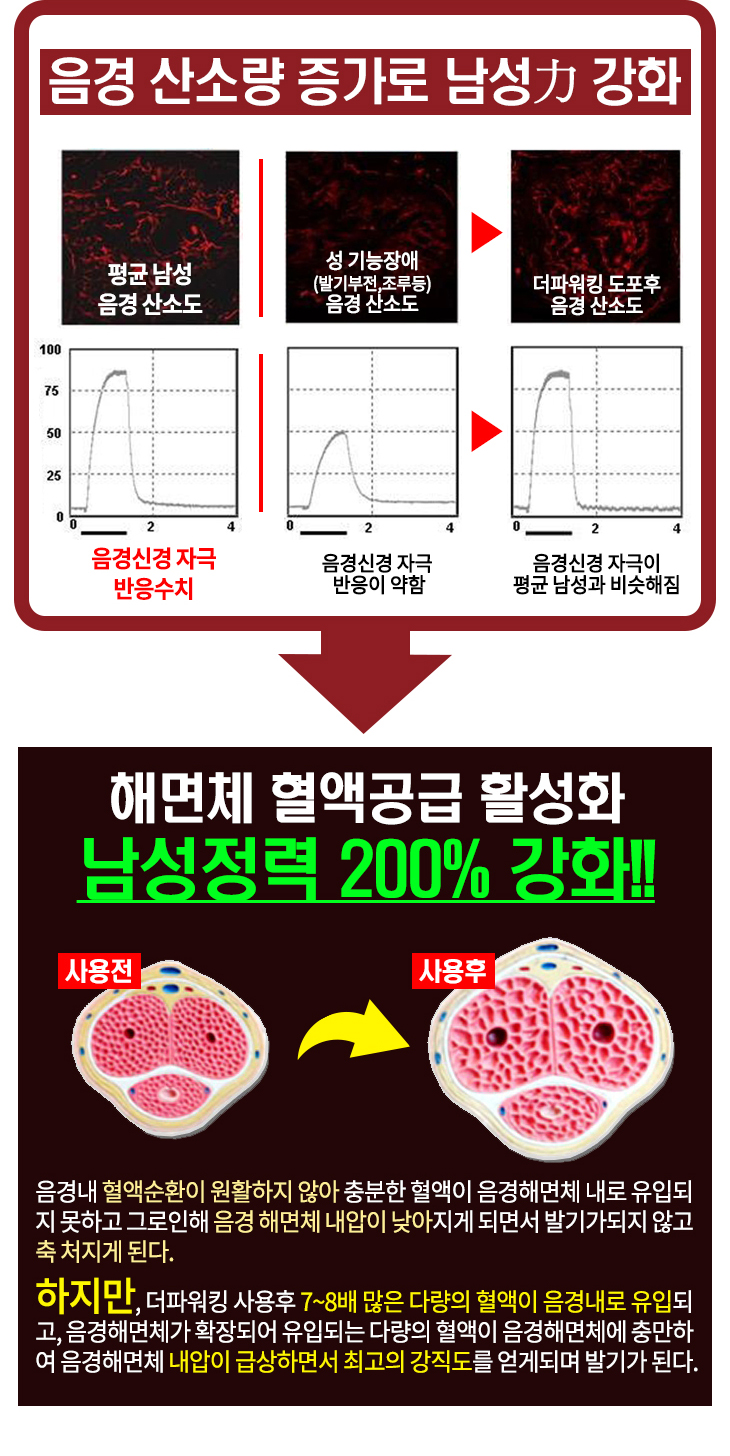 음경 산소량 증가로 남성力 강화
평균 남성
음경 산소도
성 기능장애
(발기부전,조루등)
음경 산소도
더파워킹 도포후
음경 산소도
100
75
50
25
0
0 2 4
0 2 4
0 2 4
음경신경 자극
반응수치
음경신경 자극
반응이 약함
음경신경 자극이
평균 남성과 비슷해짐
해면체 혈액공급 활성화
남성정력 200% 강화!!
사용전
사용후
음경내 혈액순환이 원활하지 않아 충분한 혈액이 음경해면체 내로 유입되
지 못하고 그로인해 음경 해면체 내압이 낮아지게 되면서 발기가되지 않고
축 처지게 된다.
하지만, 더파워킹 사용후 7~8배 많은 다량의 혈액이 음경내로 유입되
고, 음경해면체가 확장되어 유입되는 다량의 혈액이 음경해면체에 충만하
여 음경해면체 내압이 급상하면서 최고의 강직도를 얻게되며 발기가 된다.